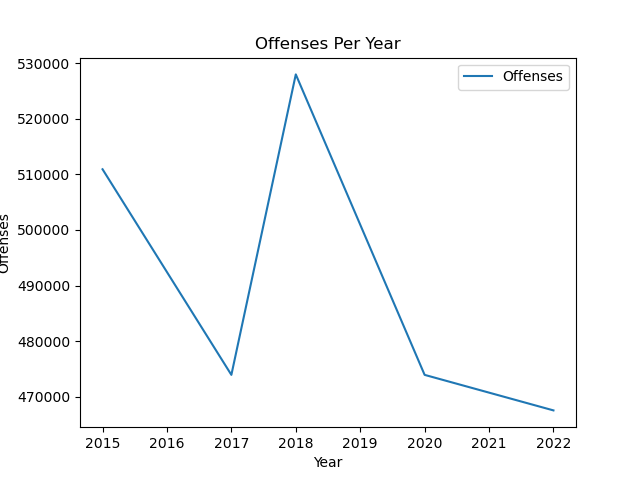 Offenses Per Year
Offenses
530000
520000
510000
500000
490000
480000
470000
Offenses
2015 2016 2017 2018 2019 2020 2021 2022
Year